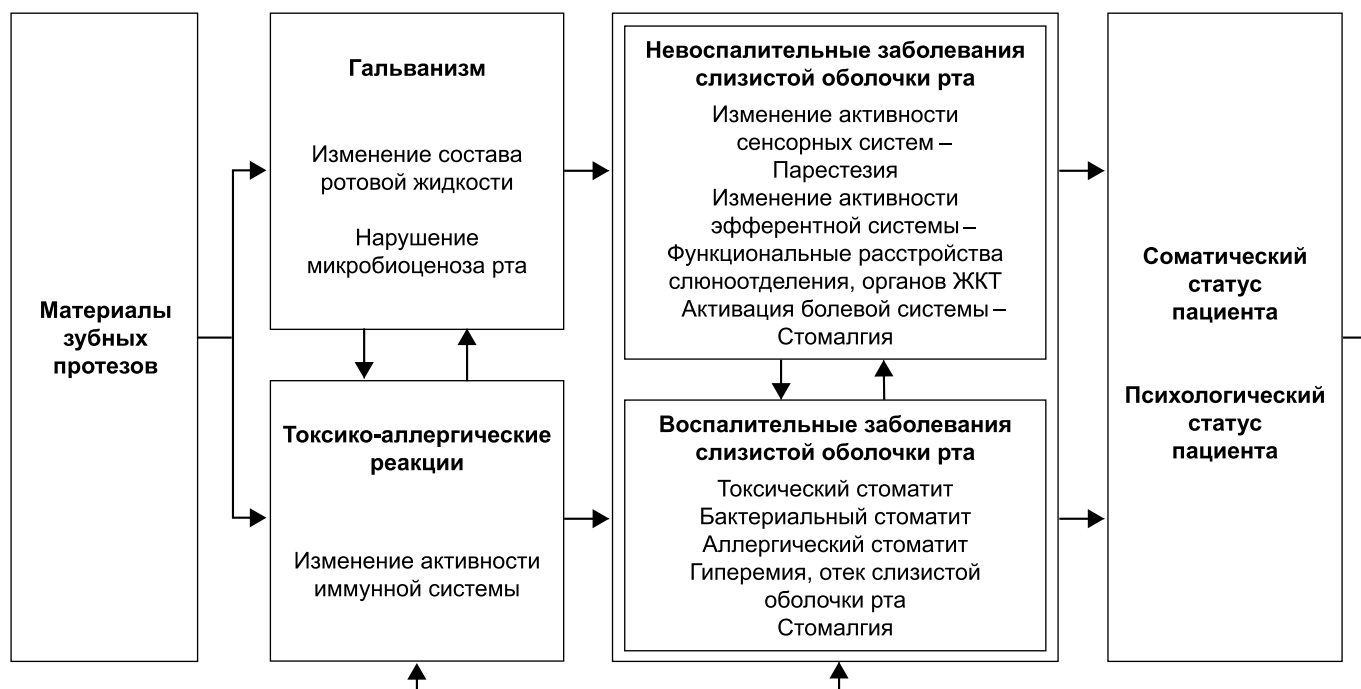 Материалы
зубных
протезов
Гальванизм
Изменение состава
ротовой жидкости
Нарушение
микробиоценоза рта
Токсико-аллергические
реакции
Изменение активности
иммунной системы
Невоспалительные заболевания
слизистой оболочки рта
Изменение активности
сенсорных систем –
Парестезия
Изменение активности
эфферентной системы –
Функциональные расстройства
слюноотделения, органов ЖКТ
Активация болевой системы –
Стомалгия
Воспалительные заболевания
слизистой оболочки рта
Токсический стоматит
Бактериальный стоматит
Аллергический стоматит
Гиперемия, отек слизистой
оболочки рта
Стомалгия
Соматический
статус
пациента
Психологический
статус
пациента